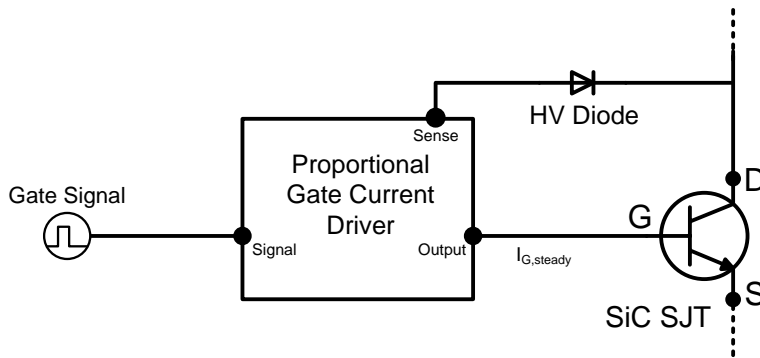 HV Diode
Sense
Proportional
Gate Current
Driver
Gate Signal
Signal
Output
I_G,steady
G
D
S
SiC SJT